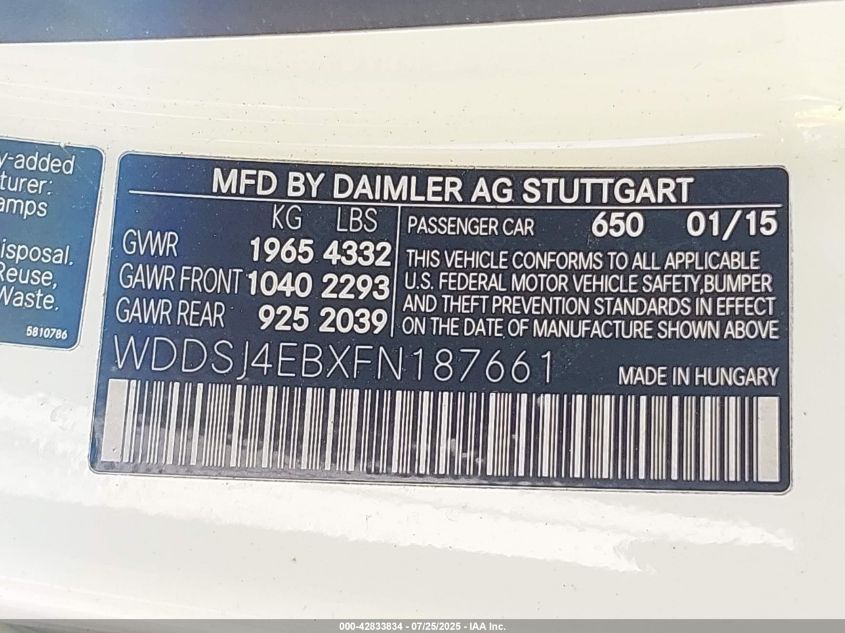 y-added
turer:
amps
isposal.
Reuse,
Waste.
5810786
MFD BY DAIMLER AG STUTTGART
KG LBS
GVWR 1965 4332
GAWR FRONT 1040 2293
GAWR REAR 925 2039
PASSENGER CAR 650 01/15
THIS VEHICLE CONFORMS TO ALL APPLICABLE
U.S. FEDERAL MOTOR VEHICLE SAFETY,BUMPER
AND THEFT PREVENTION STANDARDS IN EFFECT
ON THE DATE OF MANUFACTURE SHOWN ABOVE
WDDSJ4EBXFN187661
MADE IN HUNGARY
000-42833834 - 07/25/2025 - IAA Inc.